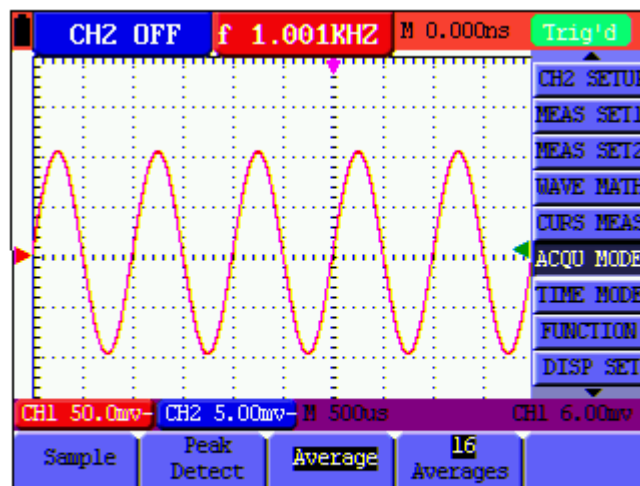 CH2 OFF
f 1.001KHZ
M 0.000ns
Trig'd
CH2 SETUP
MEAS SET1
MEAS SET2
WAVE MATH
CURS MEAS
ACQU MODE
TIME MODE
FUNCTION
DISP SET
CH1 50.0mv-
CH2 5.00mv-
M 500us
CH1 6.00mv
Sample
Peak
Detect
Average
16
Averages